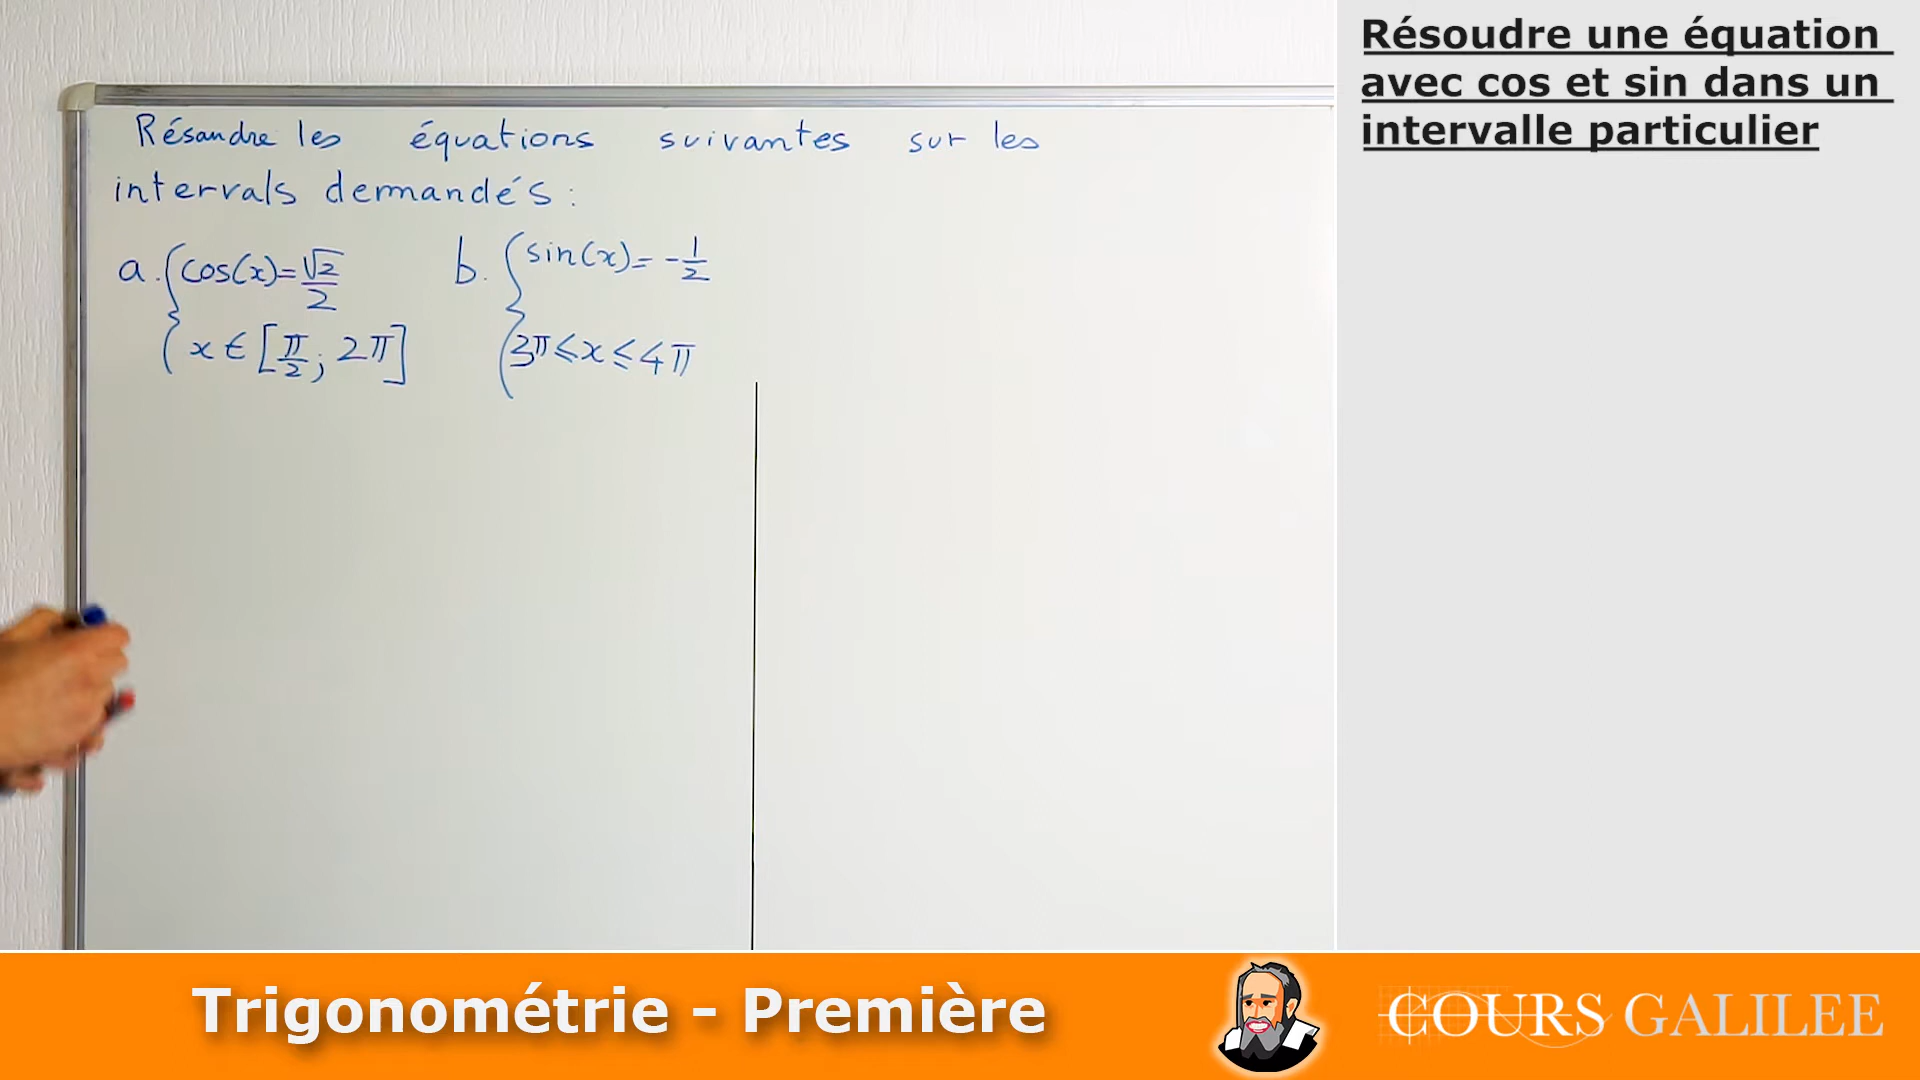 Résoudre une équation
avec cos et sin dans un
intervalle particulier
Résoudre les équations suivantes sur les
intervals demandés :
a. { cos(x) = √2/2
x ∈ [π/2 ; 2π]
b. { sin(x) = -1/2
3π ≤ x ≤ 4π
Trigonométrie - Première
COURS GALILEE